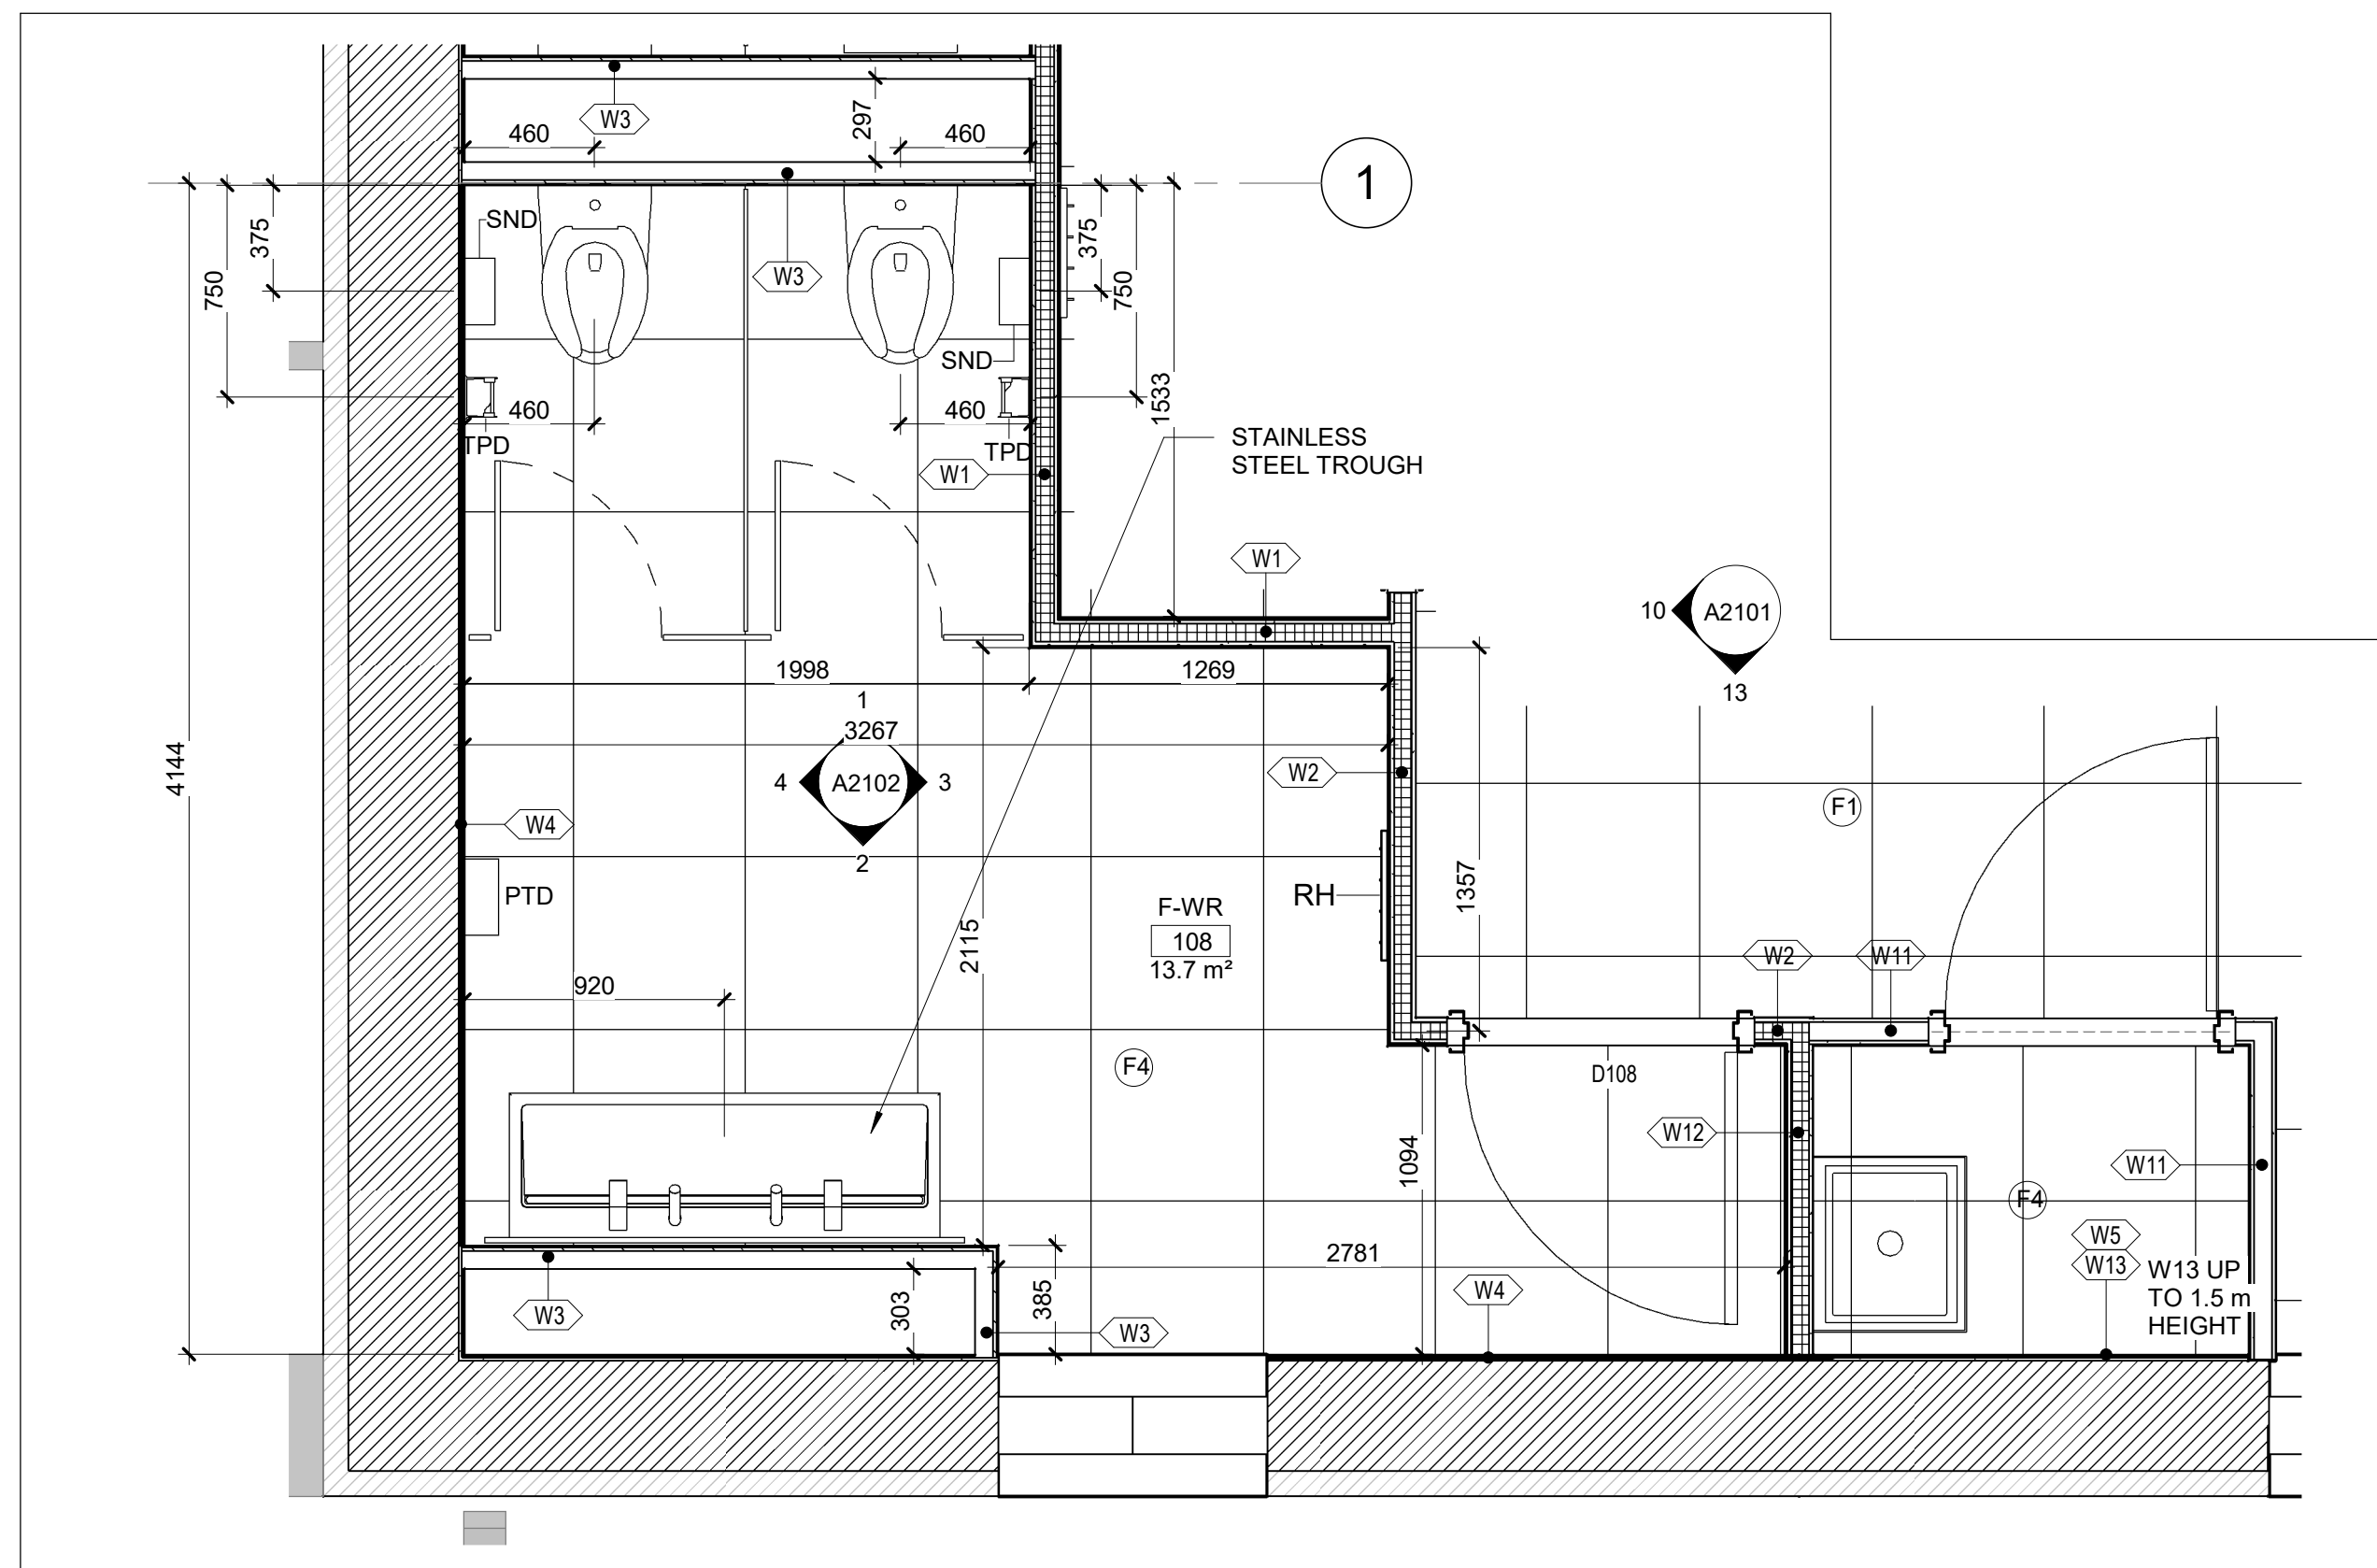 W3
297
460
460
1
SND
375
750
W3
375
750
SND
1533
460
460
TPD
TPD
STAINLESS
STEEL TROUGH
W1
W1
10
A2101
13
1998
1269
1
3267
4144
4
A2102
3
2
W2
F1
W4
PTD
RH
1357
F-WR
108
13.7 m²
2115
W2
W11
920
F4
D108
W12
1094
W11
F4
W5
W13
W13 UP
TO 1.5 m
HEIGHT
2781
W4
385
303
W3
W3